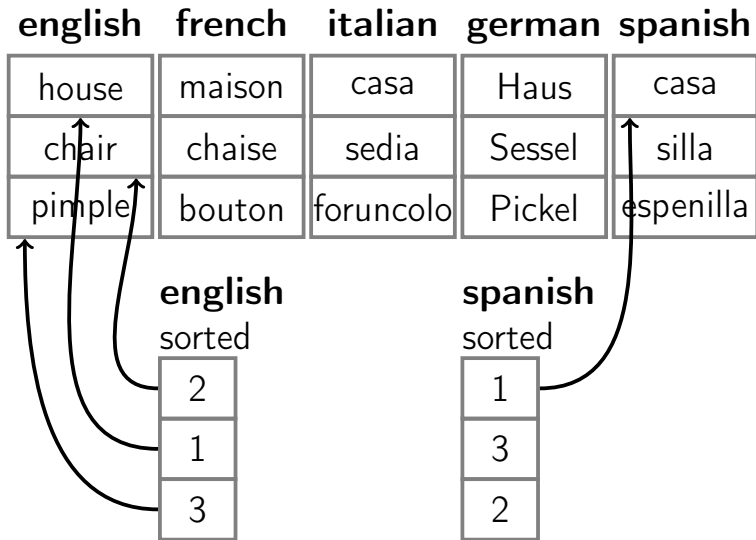 english french italian german spanish
house maison casa Haus casa
chair chaise sedia Sessel silla
pimple bouton foruncolo Pickel espenilla
english spanish
sorted sorted
2 1
1 3
3 2